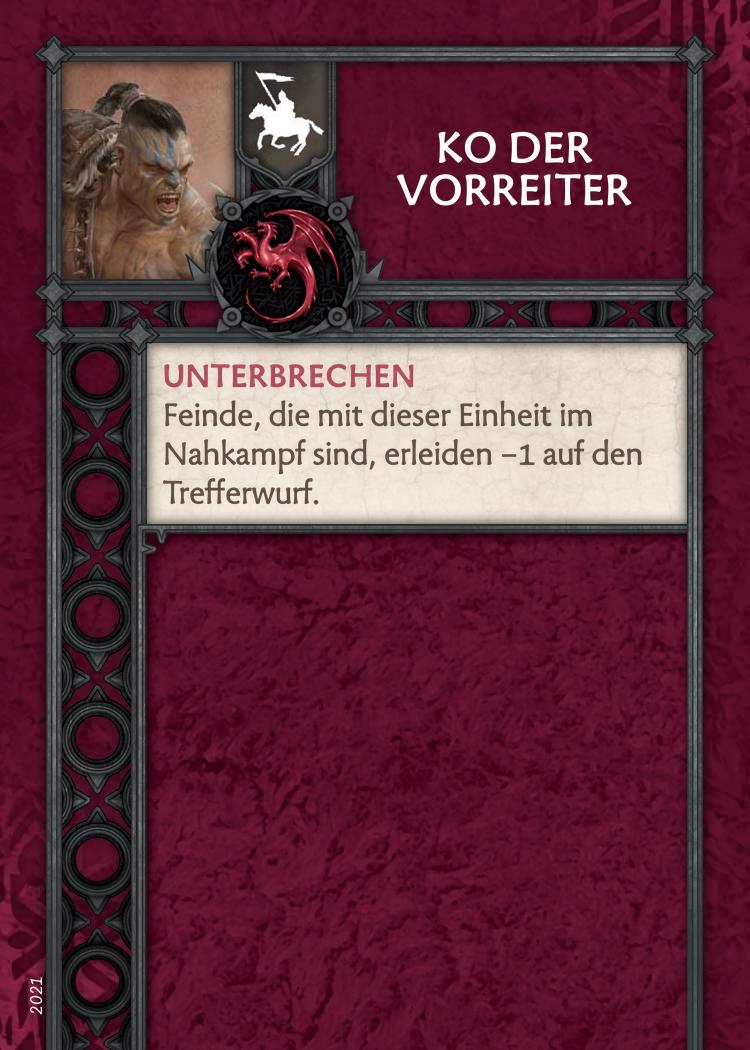 KO DER
VORREITER
UNTERBRECHEN
Feinde, die mit dieser Einheit im
Nahkampf sind, erleiden –1 auf den
Trefferwurf.
2021